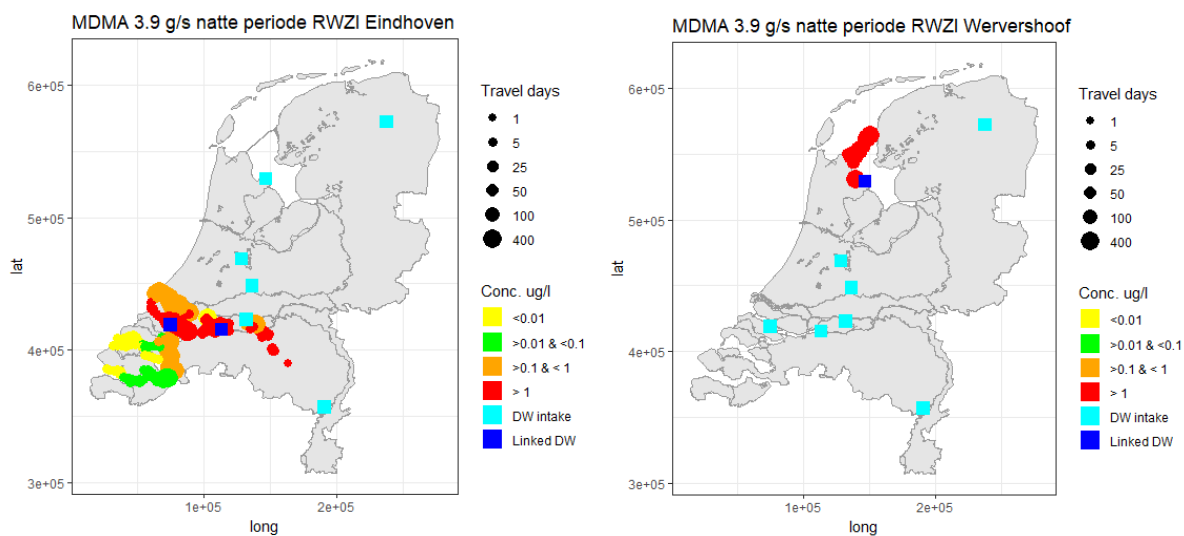 MDMA 3.9 g/s natte periode RWZI Eindhoven
6e+05
5e+05
4e+05
3e+05
lat
1e+05
2e+05
long
Travel days
1
5
25
50
100
400
Conc. ug/l
<0.01
>0.01 & <0.1
>0.1 & < 1
> 1
DW intake
Linked DW
MDMA 3.9 g/s natte periode RWZI Wervershoof
6e+05
5e+05
4e+05
3e+05
lat
1e+05
2e+05
long
Travel days
1
5
25
50
100
400
Conc. ug/l
<0.01
>0.01 & <0.1
>0.1 & < 1
> 1
DW intake
Linked DW